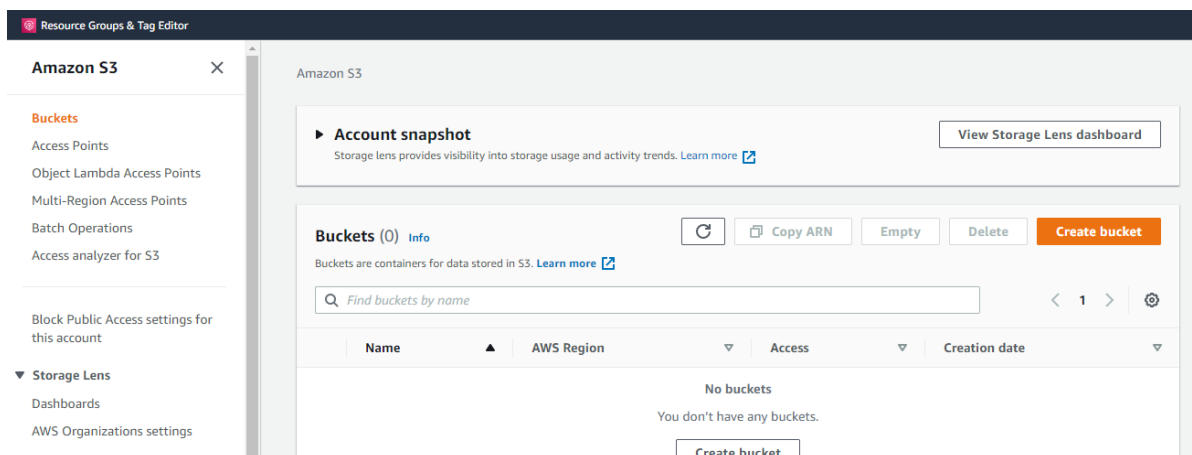 Resource Groups & Tag Editor
Amazon S3
Buckets
Access Points
Object Lambda Access Points
Multi-Region Access Points
Batch Operations
Access analyzer for S3
Block Public Access settings for
this account
Storage Lens
Dashboards
AWS Organizations settings
Amazon S3
Account snapshot
View Storage Lens dashboard
Storage lens provides visibility into storage usage and activity trends. Learn more
Buckets (0) Info
Copy ARN
Empty
Delete
Create bucket
Buckets are containers for data stored in S3. Learn more
Find buckets by name
1
Name
AWS Region
Access
Creation date
No buckets
You don't have any buckets.
Create bucket